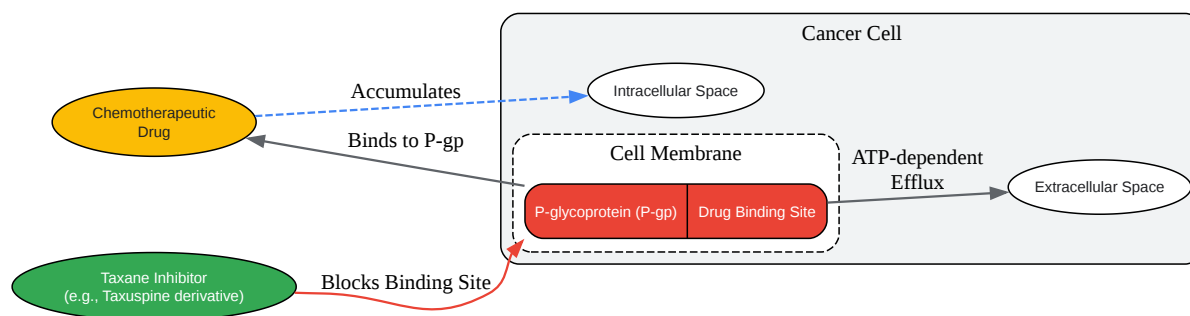 Cancer Cell
Accumulates
Intracellular Space
Chemotherapeutic
Drug
Binds to P-gp
Cell Membrane
ATP-dependent
Efflux
P-glycoprotein (P-gp)
Drug Binding Site
Extracellular Space
Taxane Inhibitor
(e.g., Taxuspine derivative)
Blocks Binding Site